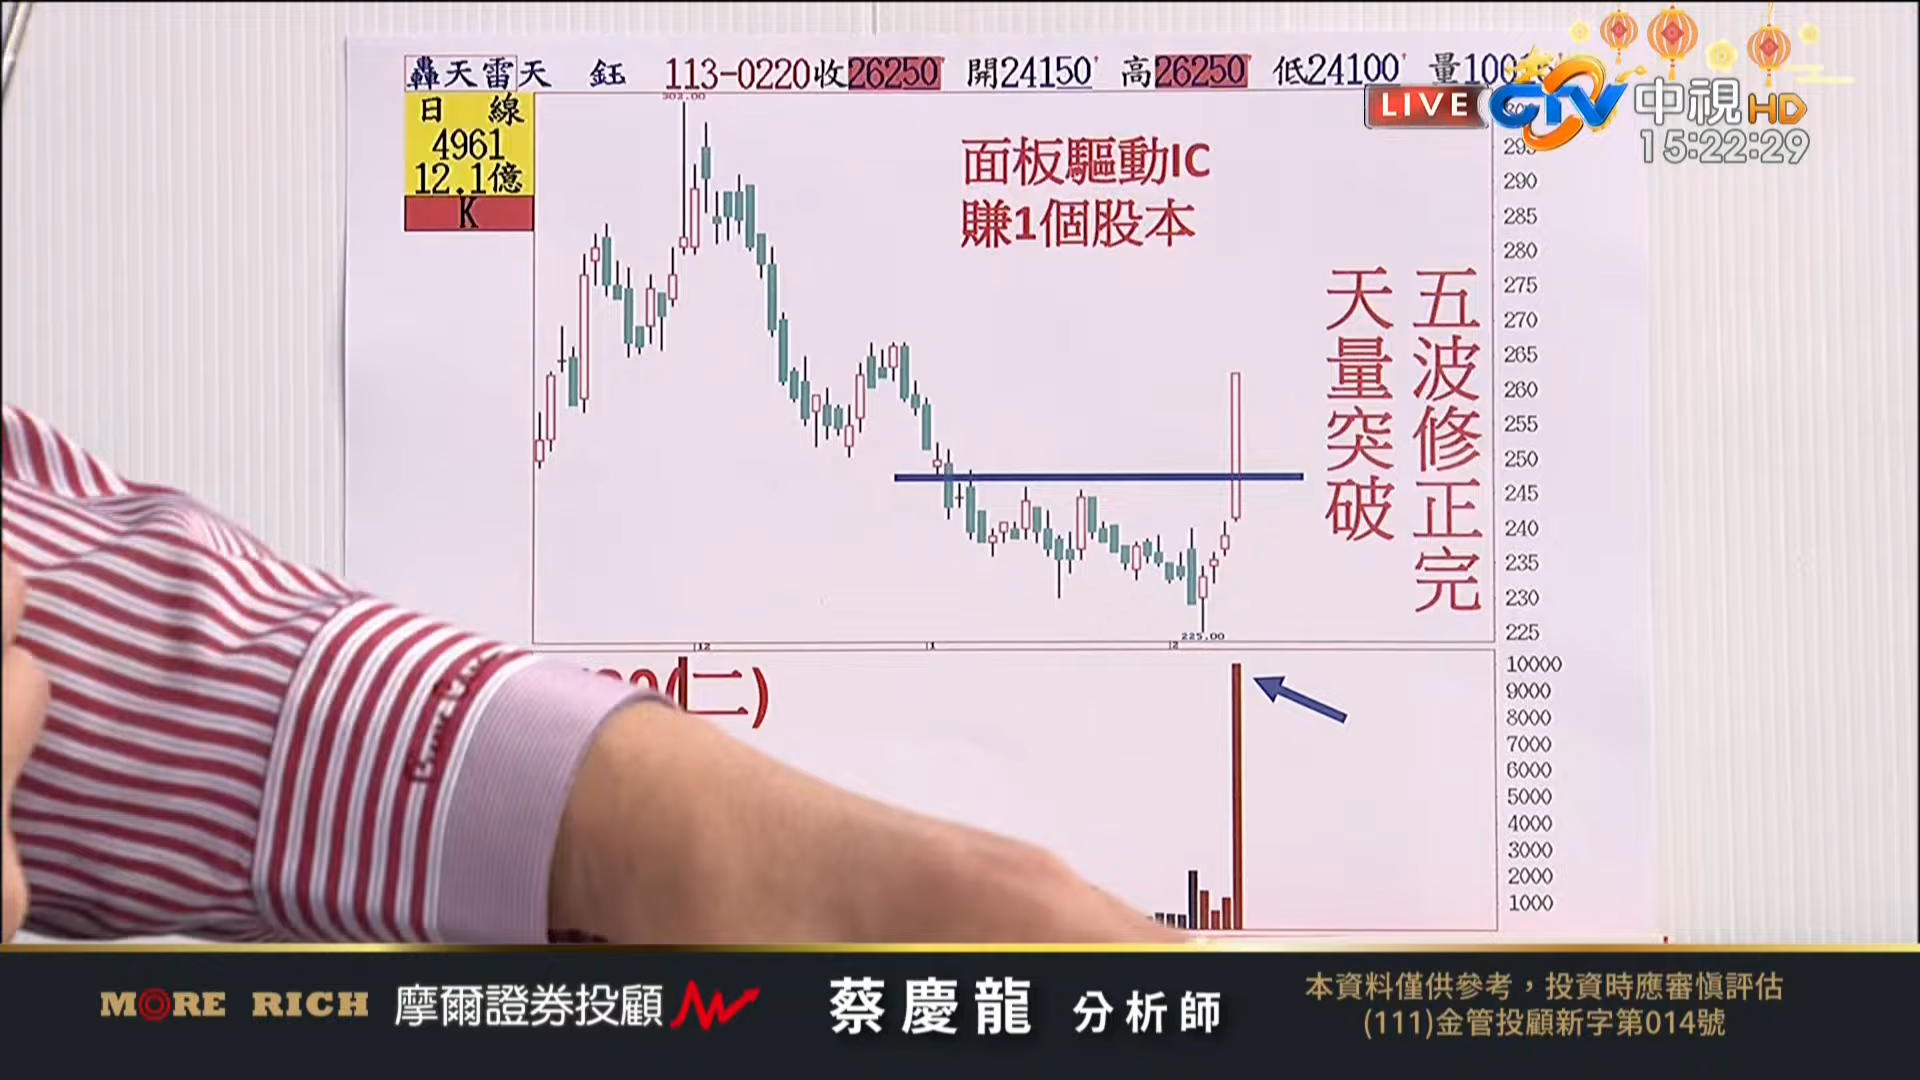 轟天雷天 鈺 113-0220收26250 開24150 高26250 低24100 量100
LIVE CTV 中視HD
15:22:29
日 線
4961
12.1億
K
302.00
面板驅動IC
賺1個股本
五波修正完
天量突破
295
290
285
280
275
270
265
260
255
250
245
240
235
230
225
225.00
12
1
2
(二)
10000
9000
8000
7000
6000
5000
4000
3000
2000
1000
MORE RICH 摩爾證券投顧 蔡慶龍 分析師
本資料僅供參考，投資時應審慎評估
(111)金管投顧新字第014號